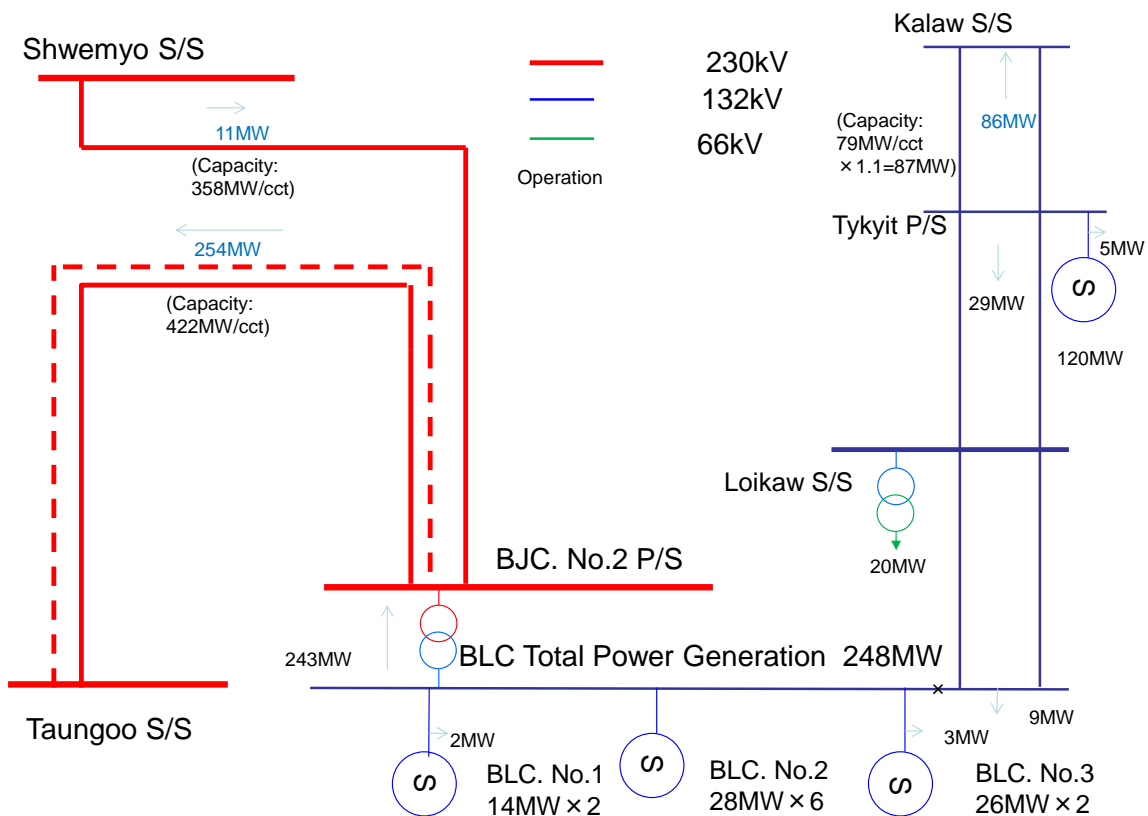 Shwemyo S/S
11MW
(Capacity:
358MW/cct)
254MW
(Capacity:
422MW/cct)
230kV
132kV
66kV
Operation
Kalaw S/S
(Capacity:
79MW/cct
×1.1=87MW)
86MW
Tykyit P/S
5MW
S
29MW
120MW
Loikaw S/S
20MW
BJC. No.2 P/S
243MW
BLC Total Power Generation 248MW
×
Taungoo S/S
2MW
3MW
9MW
S
S
S
BLC. No.1
14MW×2
BLC. No.2
28MW×6
BLC. No.3
26MW×2